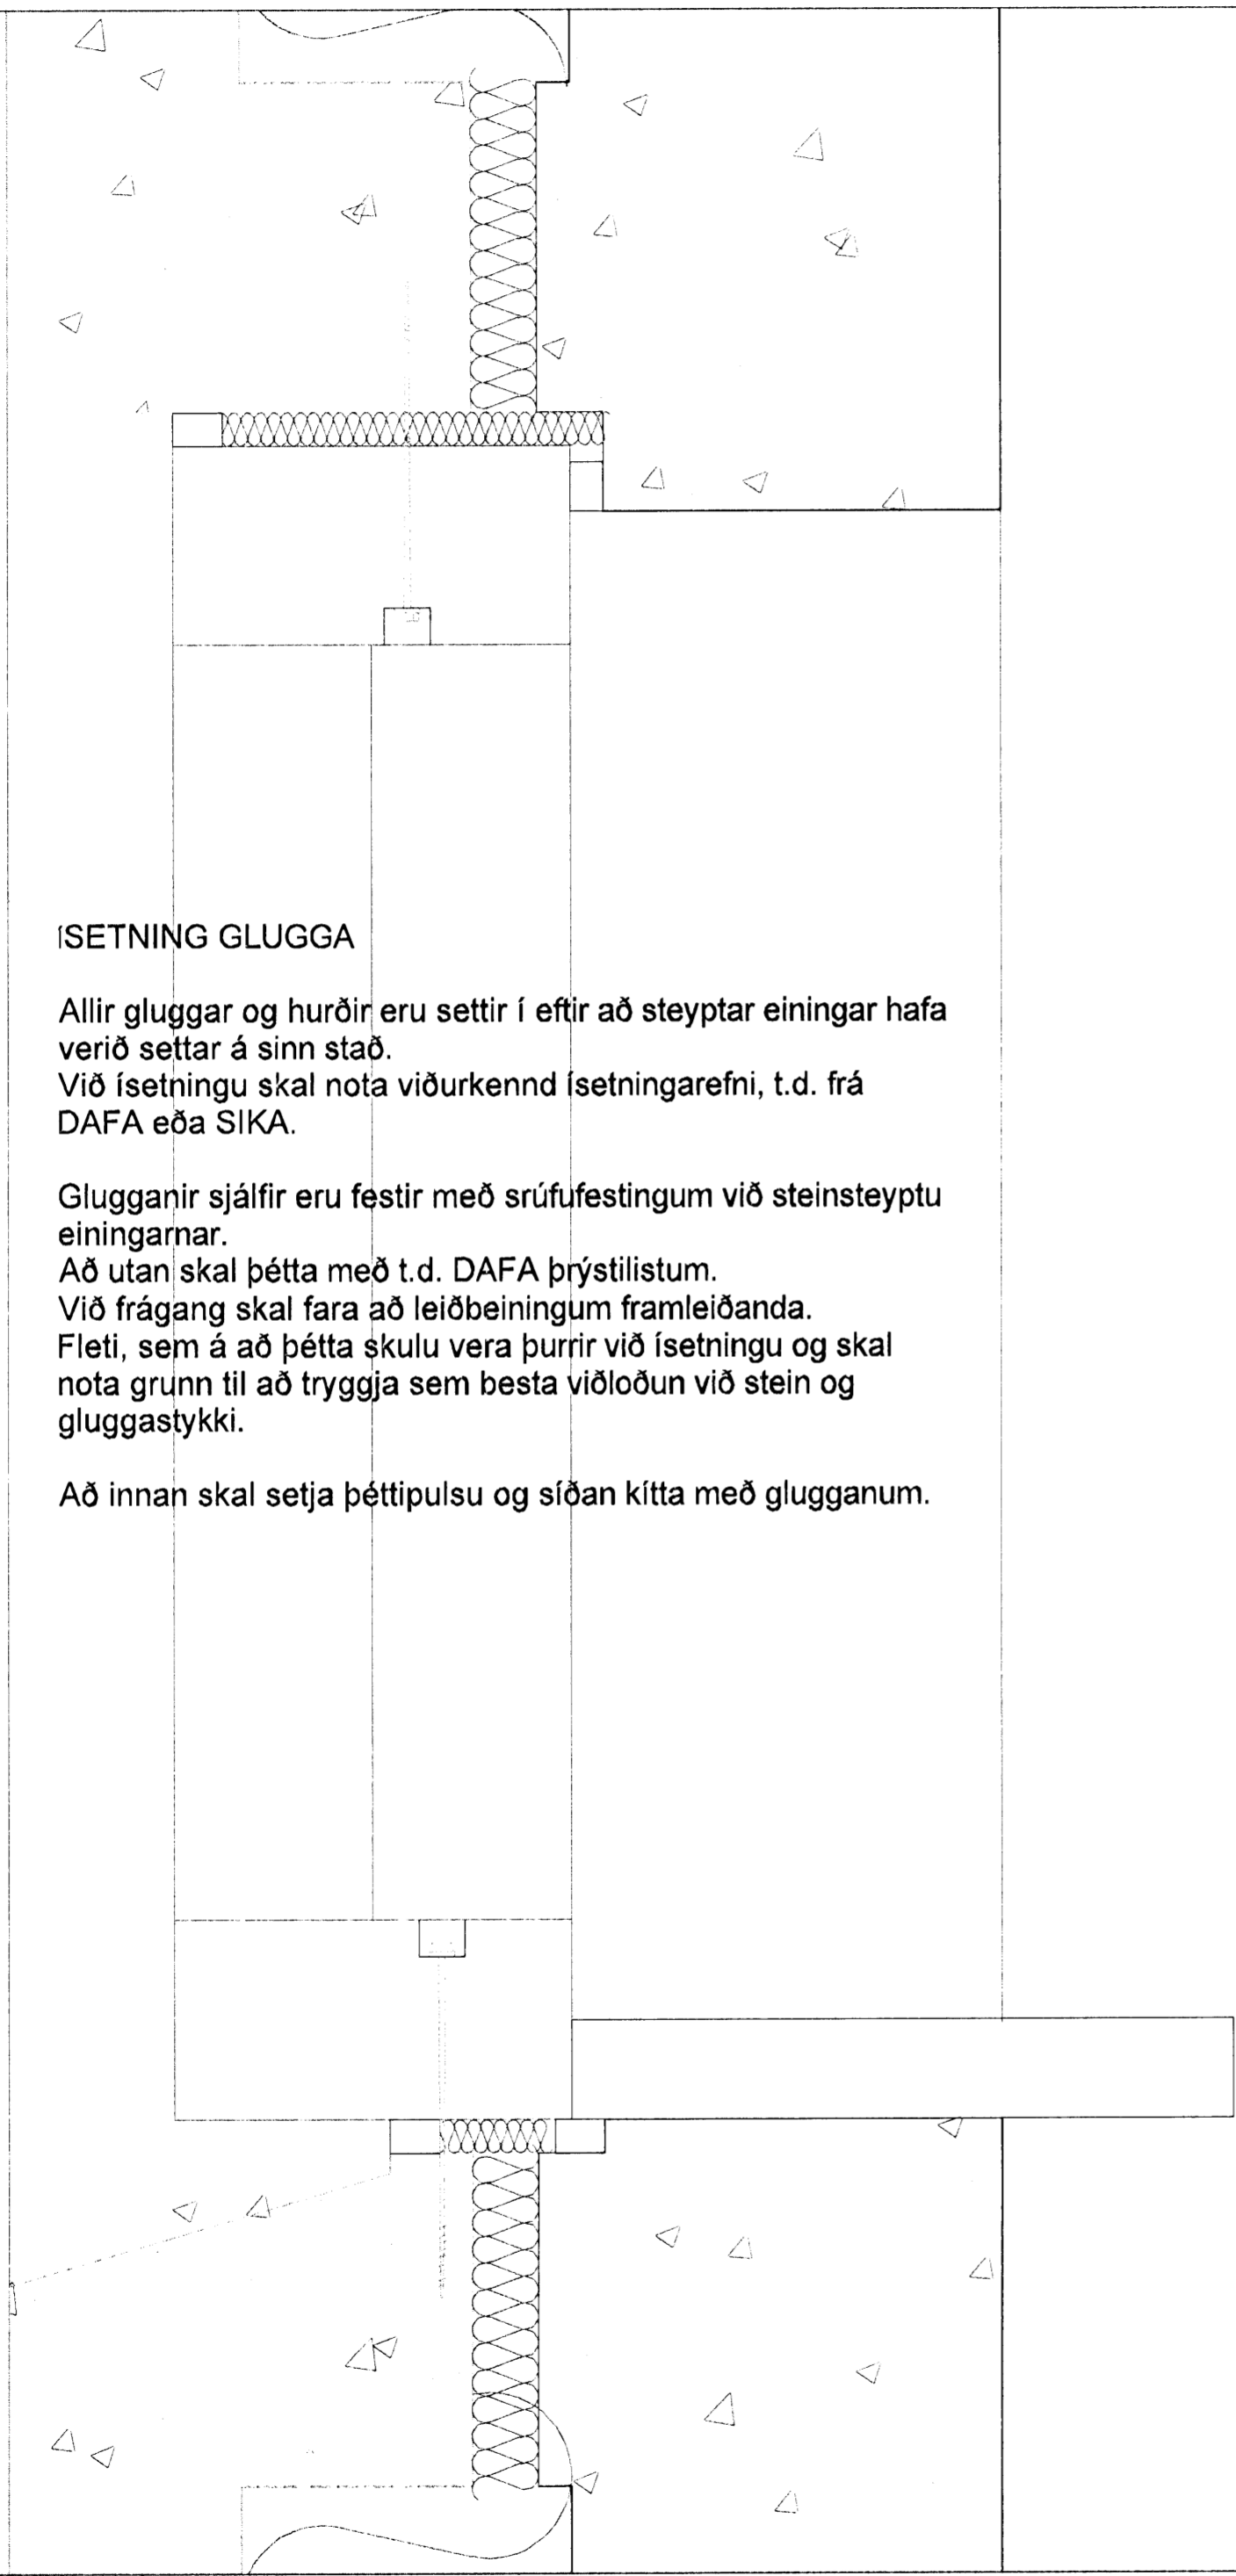 ÍSETNING GLUGGA
Allir gluggar og hurðir eru settir í eftir að steyptar einingar hafa
verið settar á sinn stað.
Við ísetningu skal nota viðurkennd ísetningarefni, t.d. frá
DAFA eða SIKA.
Glugganir sjálfir eru festir með srúfufestingum við steinsteyptu
einingarnar.
Að utan skal þétta með t.d. DAFA þrýstilistum.
Við frágang skal fara að leiðbeiningum framleiðanda.
Fleti, sem á að þétta skulu vera þurrir við ísetningu og skal
nota grunn til að tryggja sem besta viðloðun við stein og
gluggastykki.
Að innan skal setja þéttipulsu og síðan kítta með glugganum.